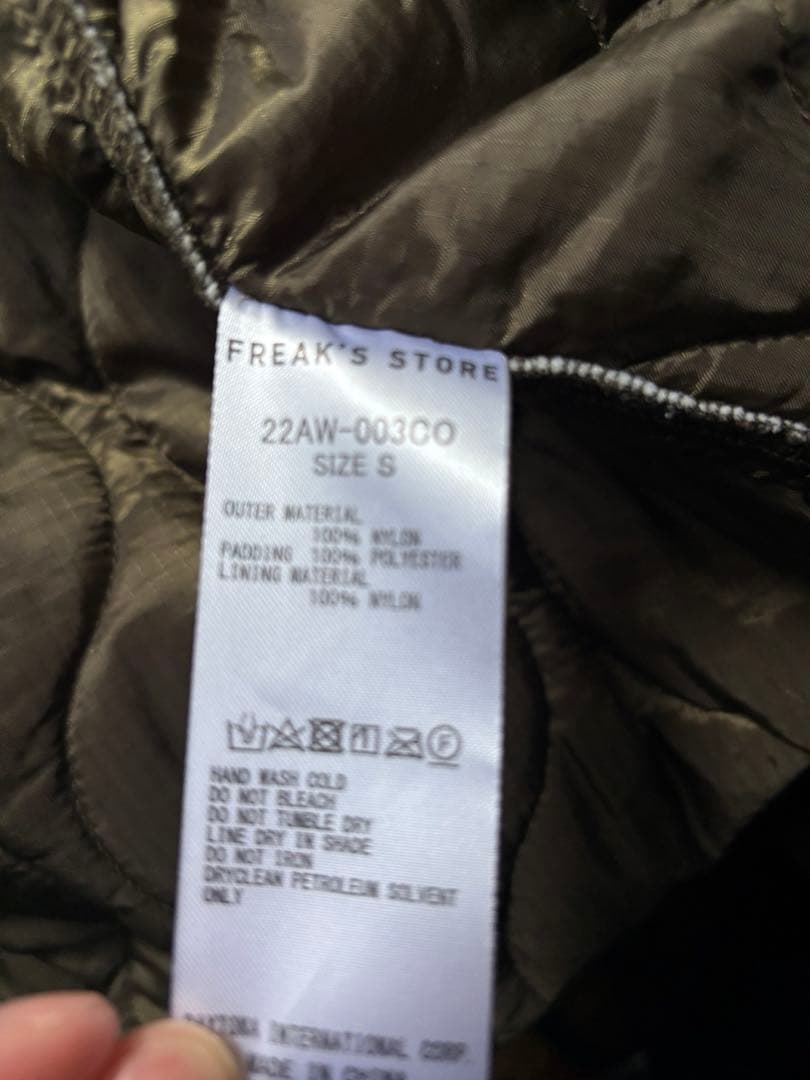 FREAK'S STORE
22AW-003CO
SIZE S
OUTER MATERIAL
100% NYLON
PADDING 100% POLYESTER
LINING MATERIAL
100% NYLON
F
HAND WASH COLD
DO NOT BLEACH
DO NOT TUMBLE DRY
LINE DRY IN SHADE
DO NOT IRON
DRYCLEAN PETROLEUM SOLVENT
ONLY
DAYTONA INTERNATIONAL CORP.
MADE IN CHINA